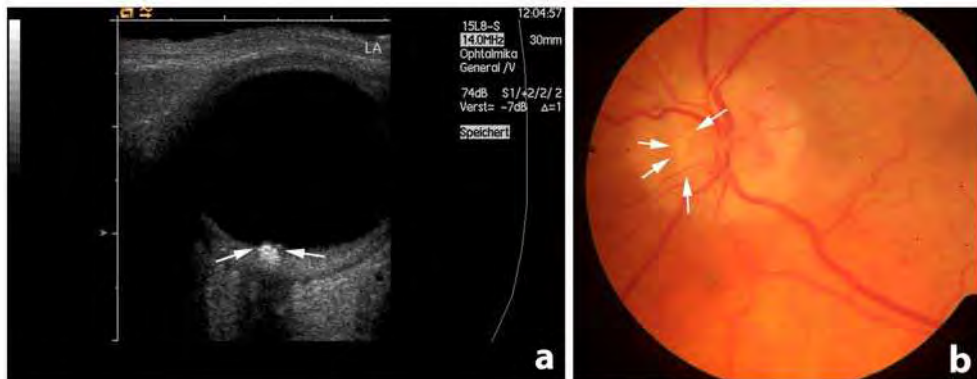 12:04:57
15L8-S
14.0MHz 30mm
Ophtalmika
General /V
74dB S1/+2/2/ 2
Verst= -7dB Δ=1
Speichert
LA
a
b